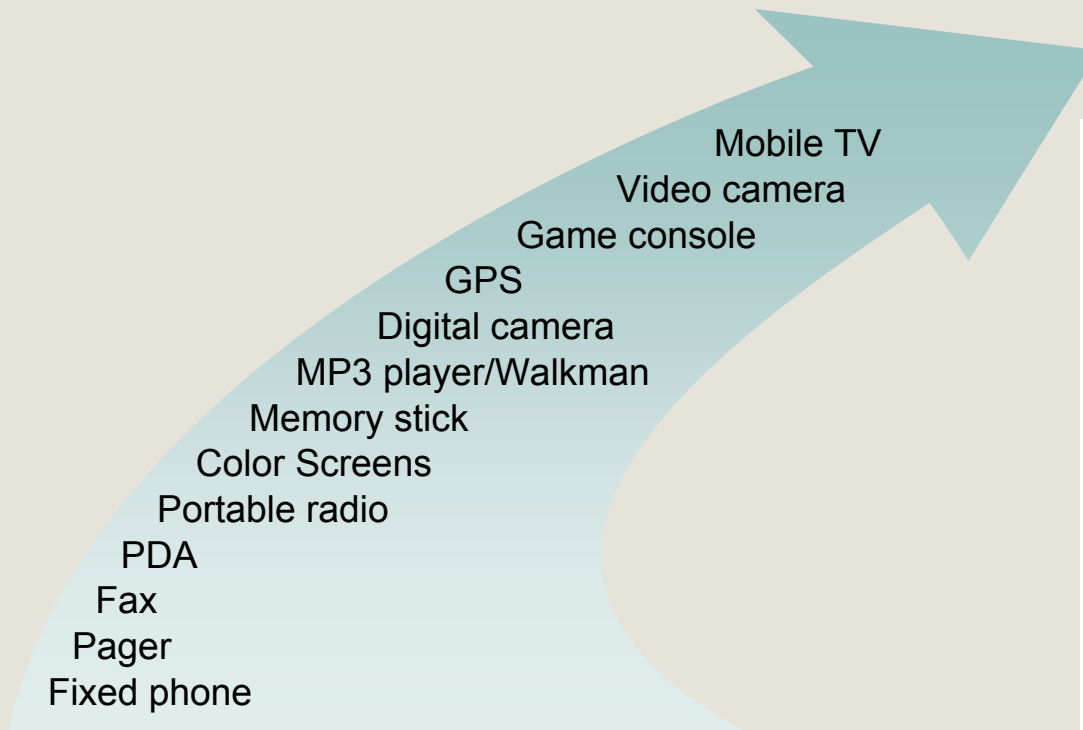 Mobile TV
Video camera
Game console
GPS
Digital camera
MP3 player/Walkman
Memory stick
Color Screens
Portable radio
PDA
Fax
Pager
Fixed phone